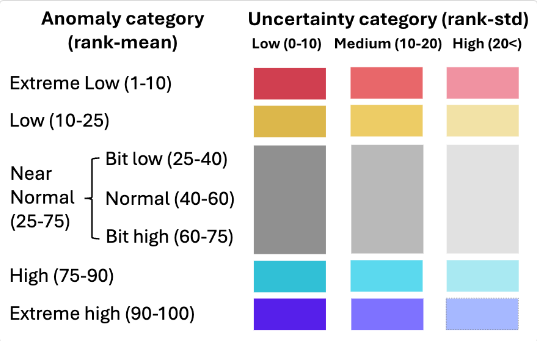 Anomaly category Uncertainty category (rank-std)
(rank-mean) Low (0-10) Medium (10-20) High (20<)
Extreme Low (1-10)
Low (10-25)
Near
Normal
(25-75)
Bit low (25-40)
Normal (40-60)
Bit high (60-75)
High (75-90)
Extreme high (90-100)